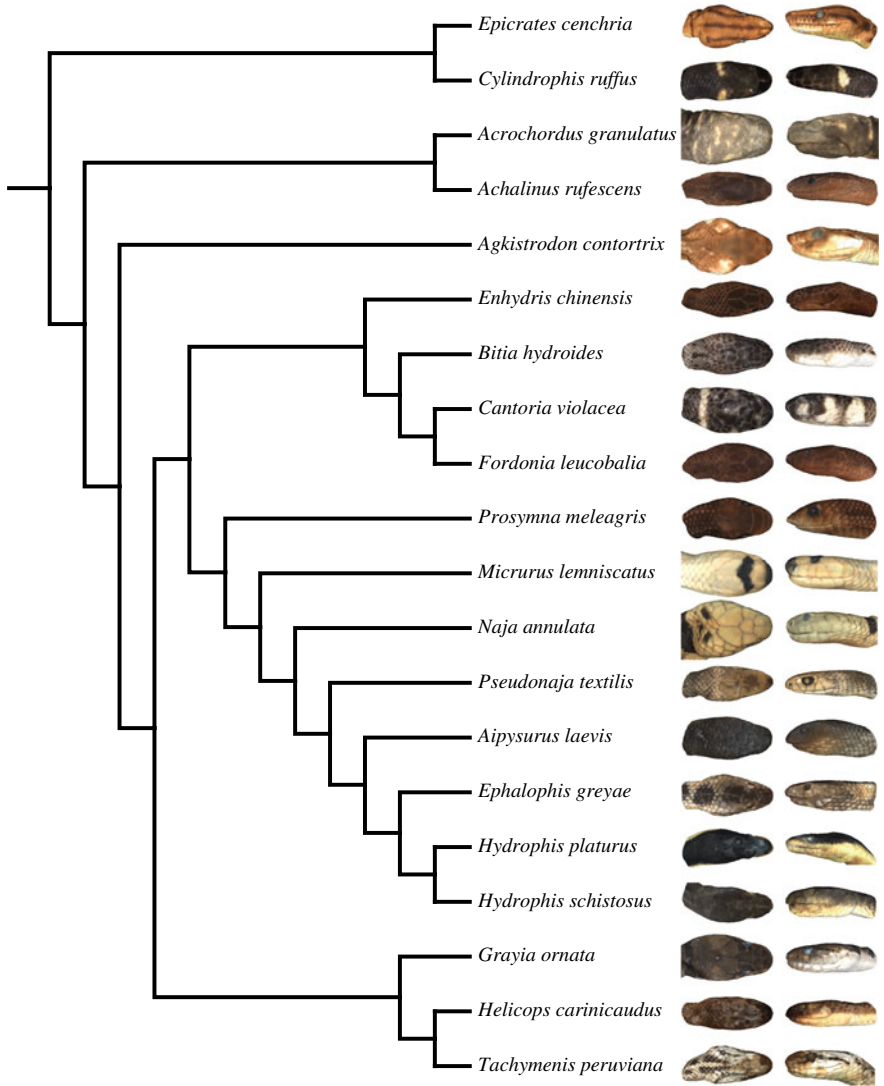 Epicrates cenchria
Cylindrophis ruffus
Acrochordus granulatus
Achalinus rufescens
Agkistrodon contortrix
Enhydris chinensis
Bitia hydroides
Cantoria violacea
Fordonia leucobalia
Prosymna meleagris
Micrurus lemniscatus
Naja annulata
Pseudonaja textilis
Aipysurus laevis
Ephalophis greyae
Hydrophis platurus
Hydrophis schistosus
Grayia ornata
Helicops carinicaudus
Tachymenis peruviana